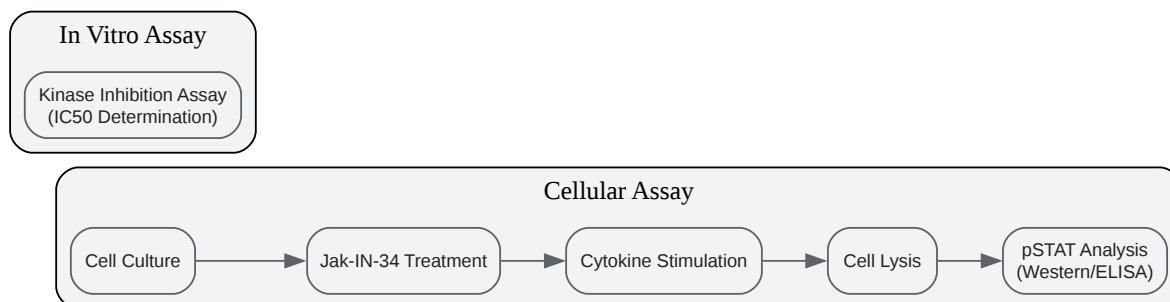 In Vitro Assay
Kinase Inhibition Assay
(IC50 Determination)
Cellular Assay
Cell Culture
Jak-IN-34 Treatment
Cytokine Stimulation
Cell Lysis
pSTAT Analysis
(Western/ELISA)